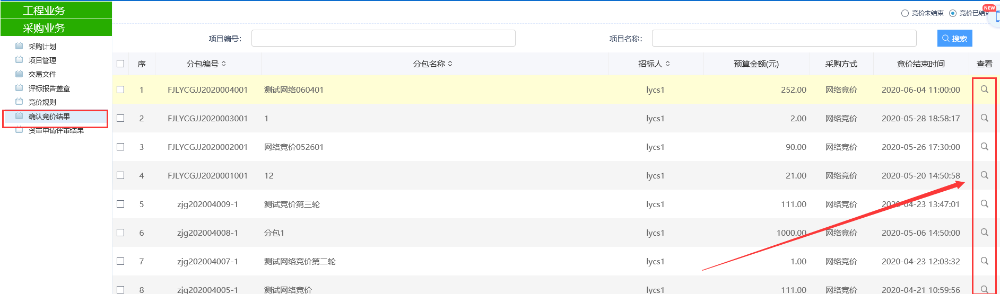 工程业务
采购业务
采购计划
项目管理
交易文件
评标报告盖章
竞价规则
确认竞价结果
资审申请评审结果
竞价未结束 竞价已结束
NEW
项目编号： 项目名称： 搜索
序 分包编号 分包名称 招标人 预算金额(元) 采购方式 竞价结束时间 查看
1 FJLYCGJJ2020004001 测试网络060401 lycs1 252.00 网络竞价 2020-06-04 11:00:00
2 FJLYCGJJ2020003001 1 lycs1 2.00 网络竞价 2020-05-28 18:58:17
3 FJLYCGJJ2020002001 网络竞价052601 lycs1 90.00 网络竞价 2020-05-26 17:30:00
4 FJLYCGJJ2020001001 12 lycs1 21.00 网络竞价 2020-05-20 14:50:58
5 zjg202004009-1 测试竞价第三轮 lycs1 111.00 网络竞价 2020-04-23 13:47:01
6 zjg202004008-1 分包1 lycs1 1000.00 网络竞价 2020-05-06 14:50:00
7 zjg202004007-1 测试网络竞价第二轮 lycs1 1.00 网络竞价 2020-04-23 12:03:32
8 zjg202004005-1 测试网络竞价 lycs1 111.00 网络竞价 2020-04-21 10:59:56